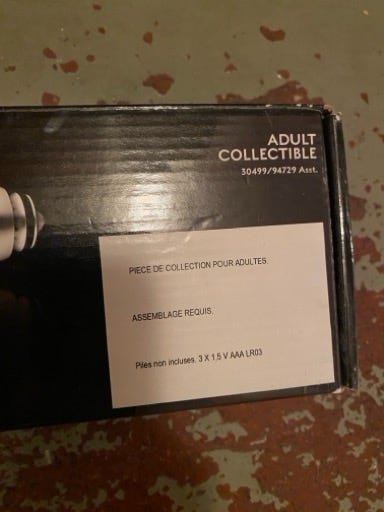 ADULT
COLLECTIBLE
30499/94729 Asst.
PIECE DE COLLECTION POUR ADULTES.
ASSEMBLAGE REQUIS.
Piles non incluses. 3 X 1,5 V AAA LR03